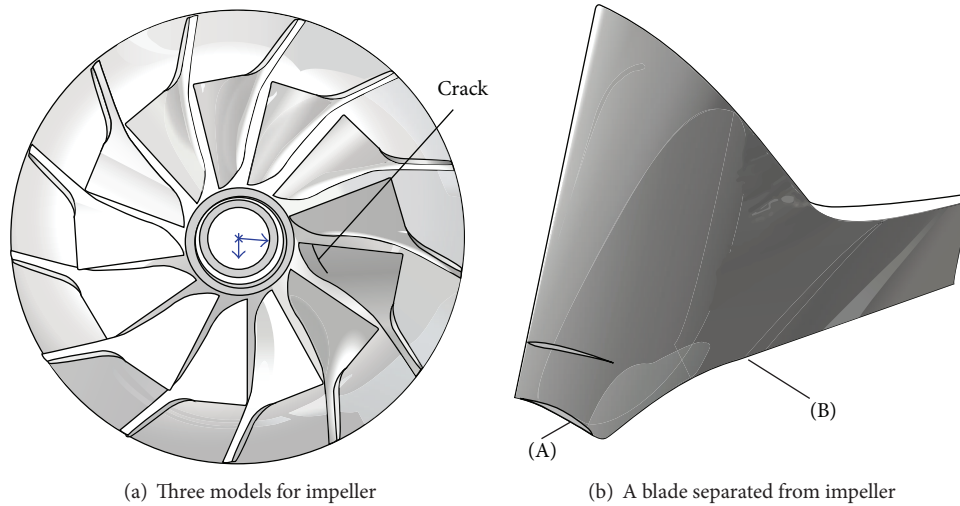 Crack
(A)
(B)
(a) Three models for impeller
(b) A blade separated from impeller